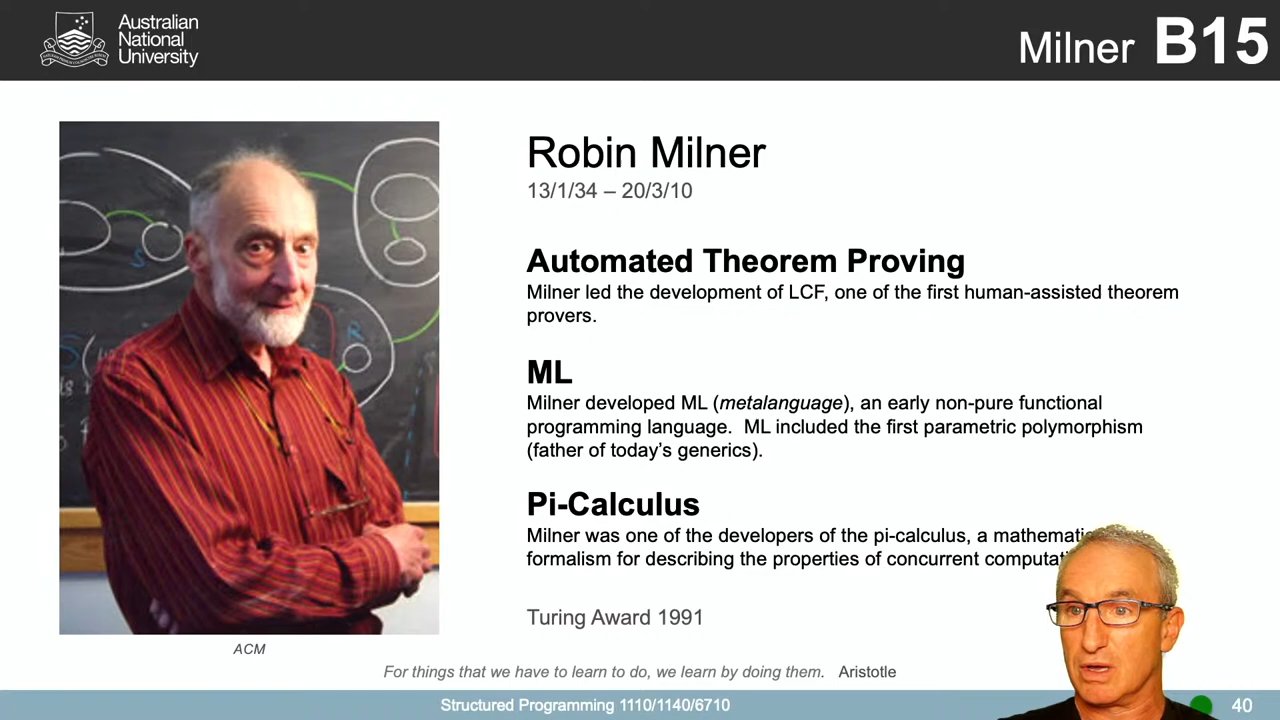 Australian
National
University
Milner B15
Robin Milner
13/1/34 – 20/3/10
Automated Theorem Proving
Milner led the development of LCF, one of the first human-assisted theorem
provers.
ML
Milner developed ML (metalanguage), an early non-pure functional
programming language. ML included the first parametric polymorphism
(father of today’s generics).
Pi-Calculus
Milner was one of the developers of the pi-calculus, a
formalism for describing the properties of concurrent
Turing Award 1991
ACM
For things that we have to learn to do, we learn by doing them. Aristotle
Structured Programming 1110/1140/6710
40